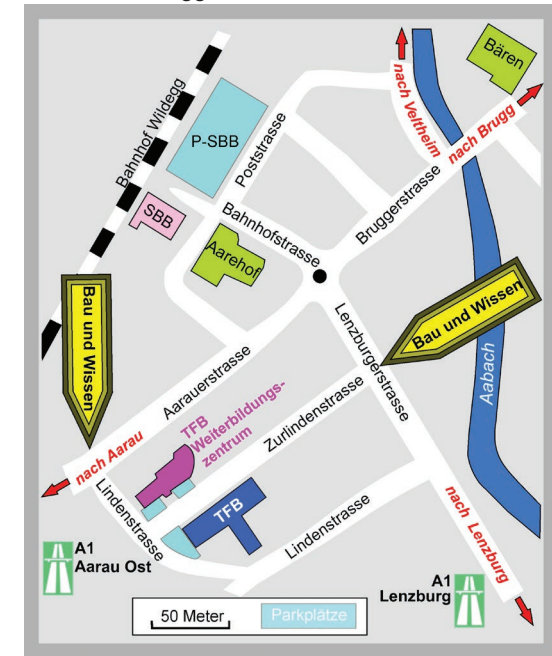 Bären
nach Veltheim
nach Brugg
Bahnhof Wildegg
P-SBB
Poststrasse
SBB
Bahnhofstrasse
Bruggerstrasse
Aarehof
Bau und Wissen
Bau und Wissen
Aabach
Lenzburgerstrasse
Aarauerstrasse
TFB
Weiterbildungs-
zentrum
Zurlindenstrasse
nach Aarau
Lindenstrasse
TFB
Lindenstrasse
nach Lenzburg
A1
Aarau Ost
A1
Lenzburg
50 Meter
Parkplätze